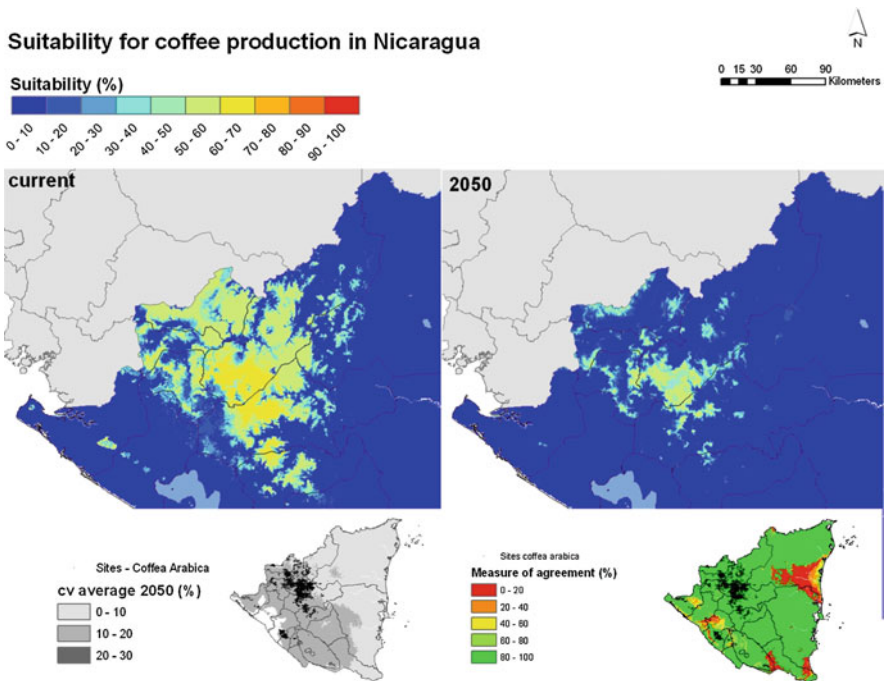 Suitability for coffee production in Nicaragua
N
0 15 30 60 90
Kilometers
Suitability (%)
0 - 10
10 - 20
20 - 30
30 - 40
40 - 50
50 - 60
60 - 70
70 - 80
80 - 90
90 - 100
current
2050
Sites - Coffea Arabica
cv average 2050 (%)
0 - 10
10 - 20
20 - 30
Sites coffea arabica
Measure of agreement (%)
0 - 20
20 - 40
40 - 60
60 - 80
80 - 100